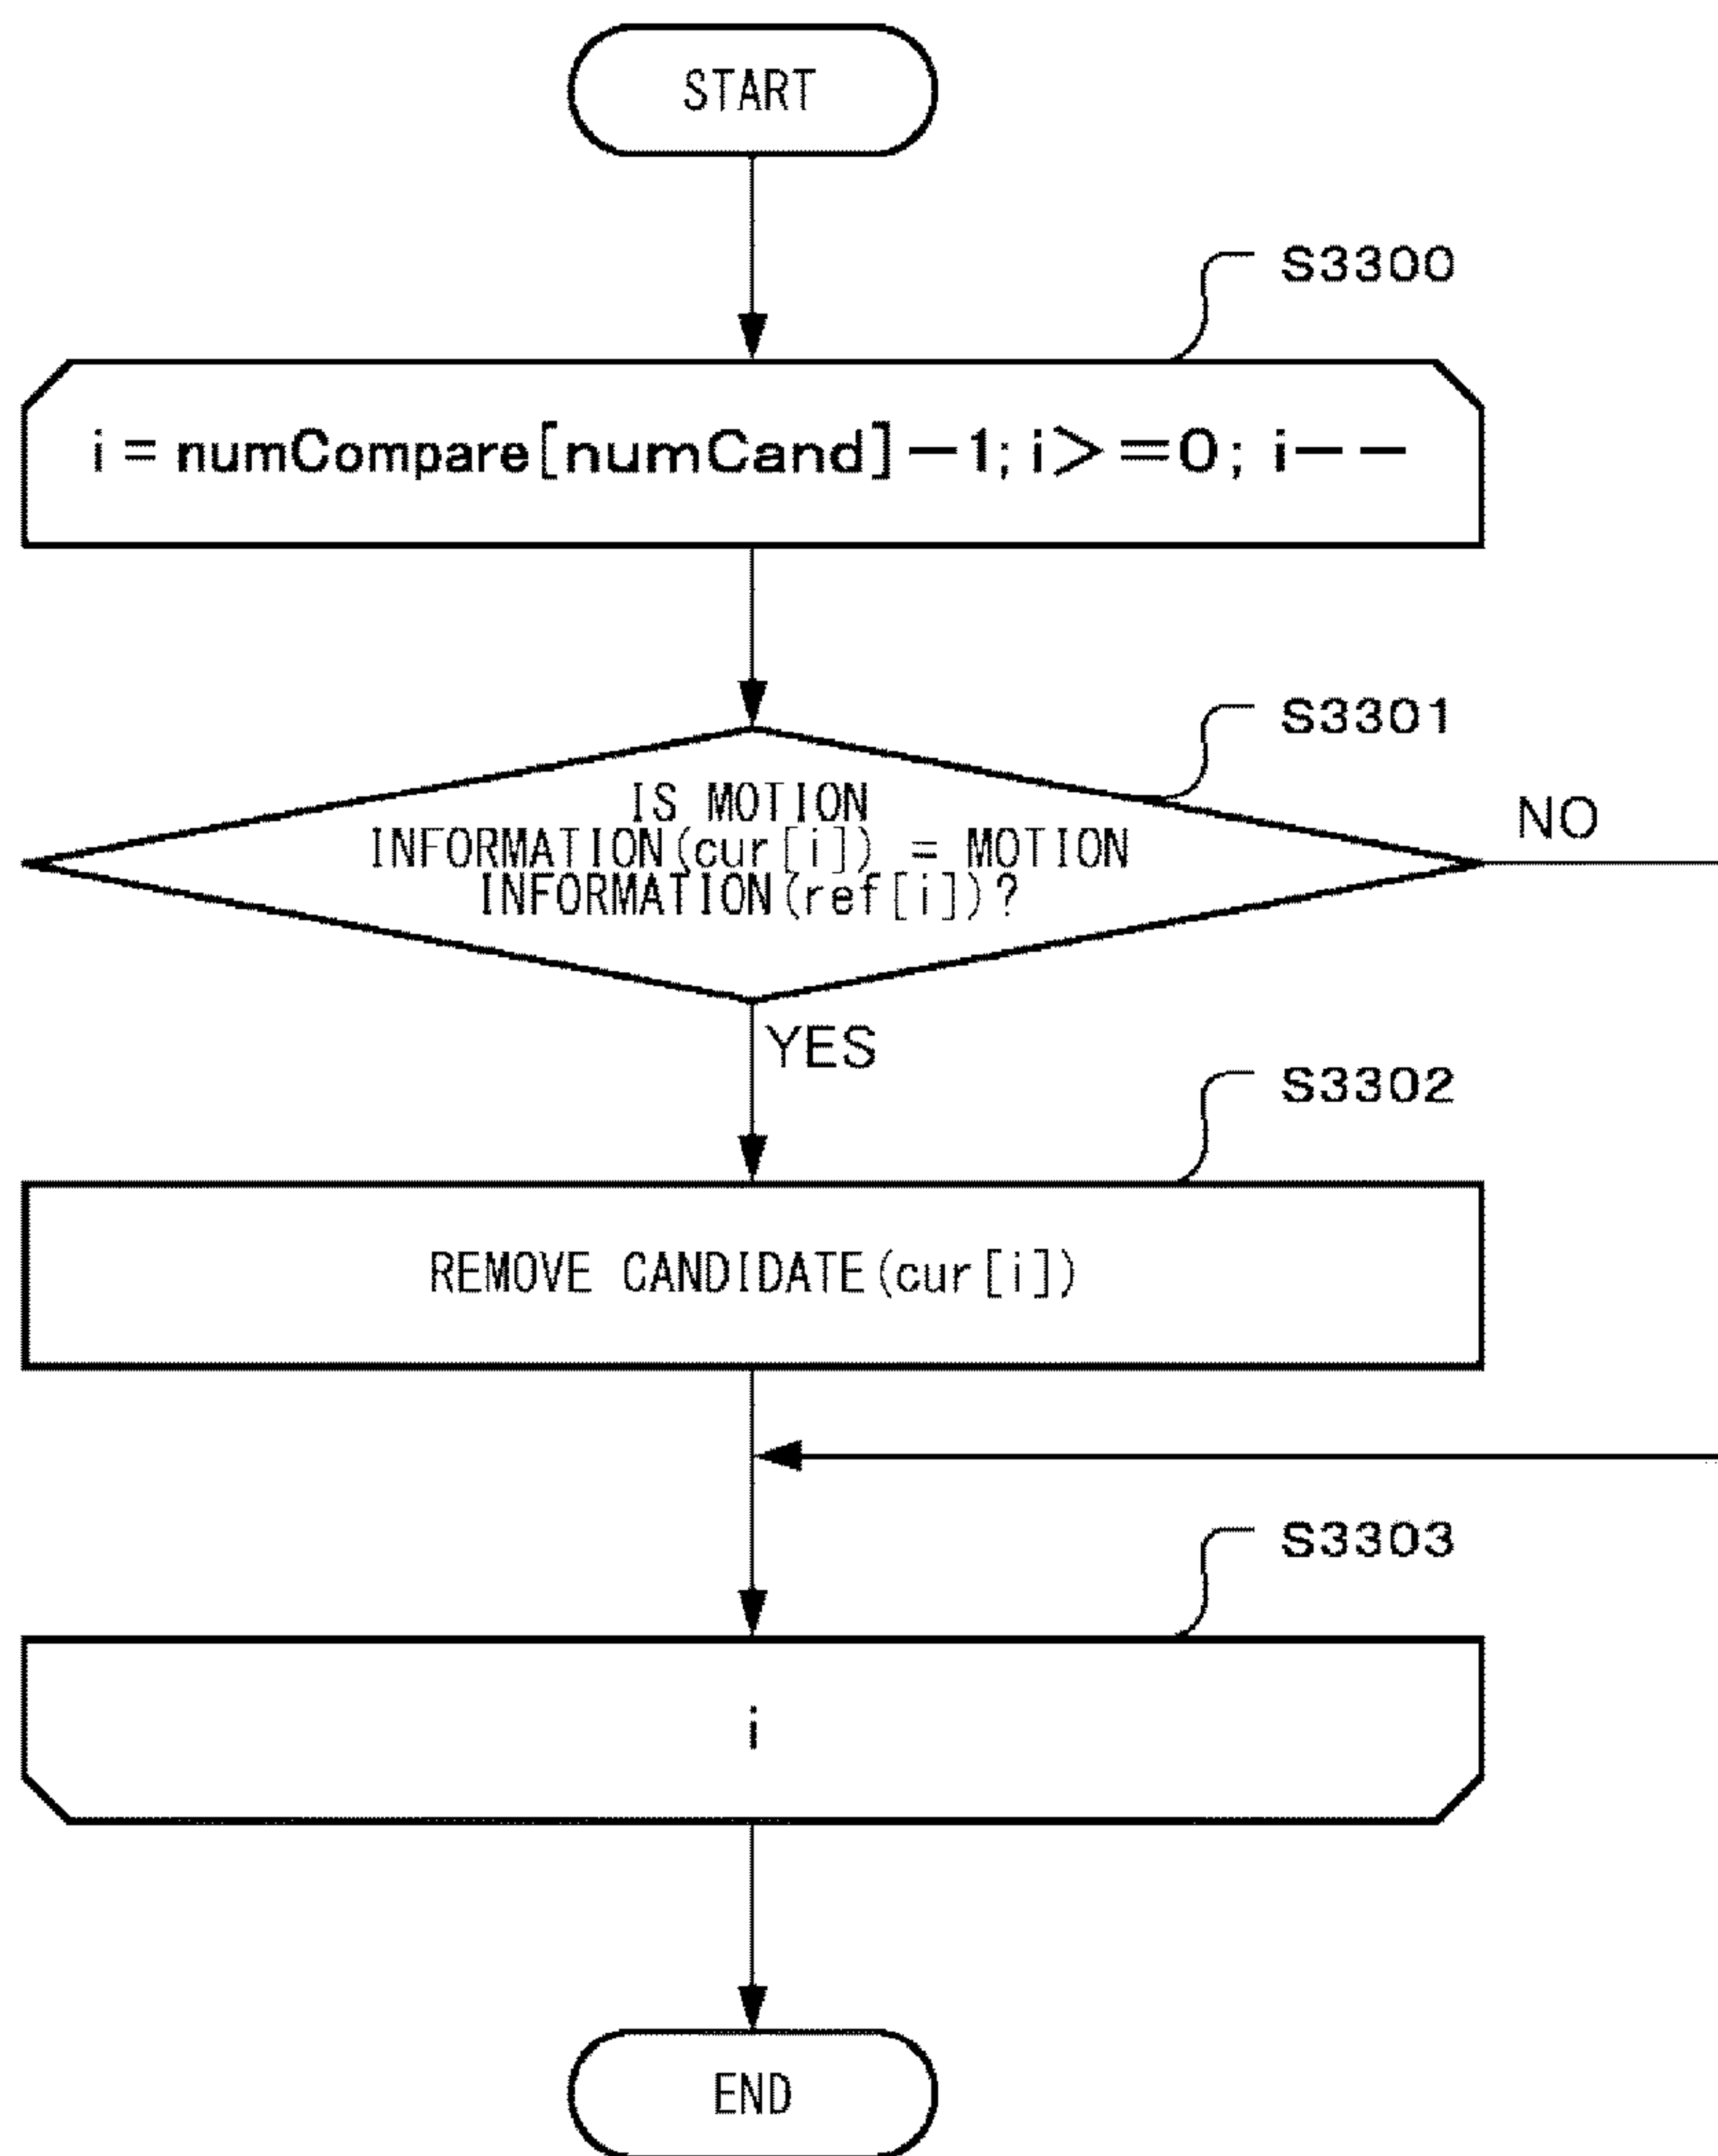 START
S3300
i = numCompare[numCand]-1; i>=0; i--
S3301
IS MOTION
INFORMATION(cur[i]) = MOTION
INFORMATION(ref[i])?
NO
YES
S3302
REMOVE CANDIDATE(cur[i])
S3303
i
END